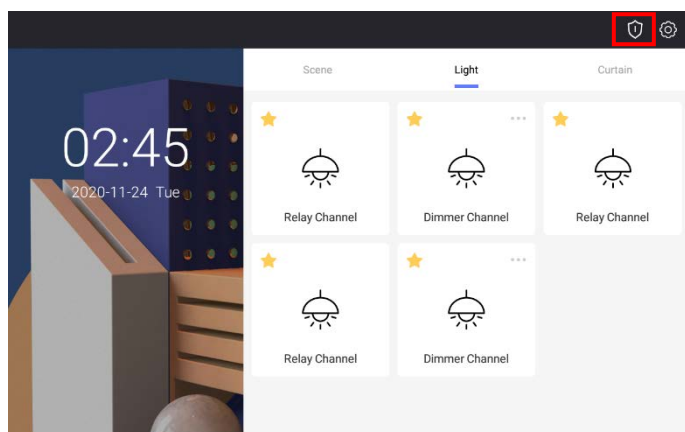 02:45
2020-11-24 Tue
Scene Light Curtain
Relay Channel Dimmer Channel Relay Channel
Relay Channel Dimmer Channel